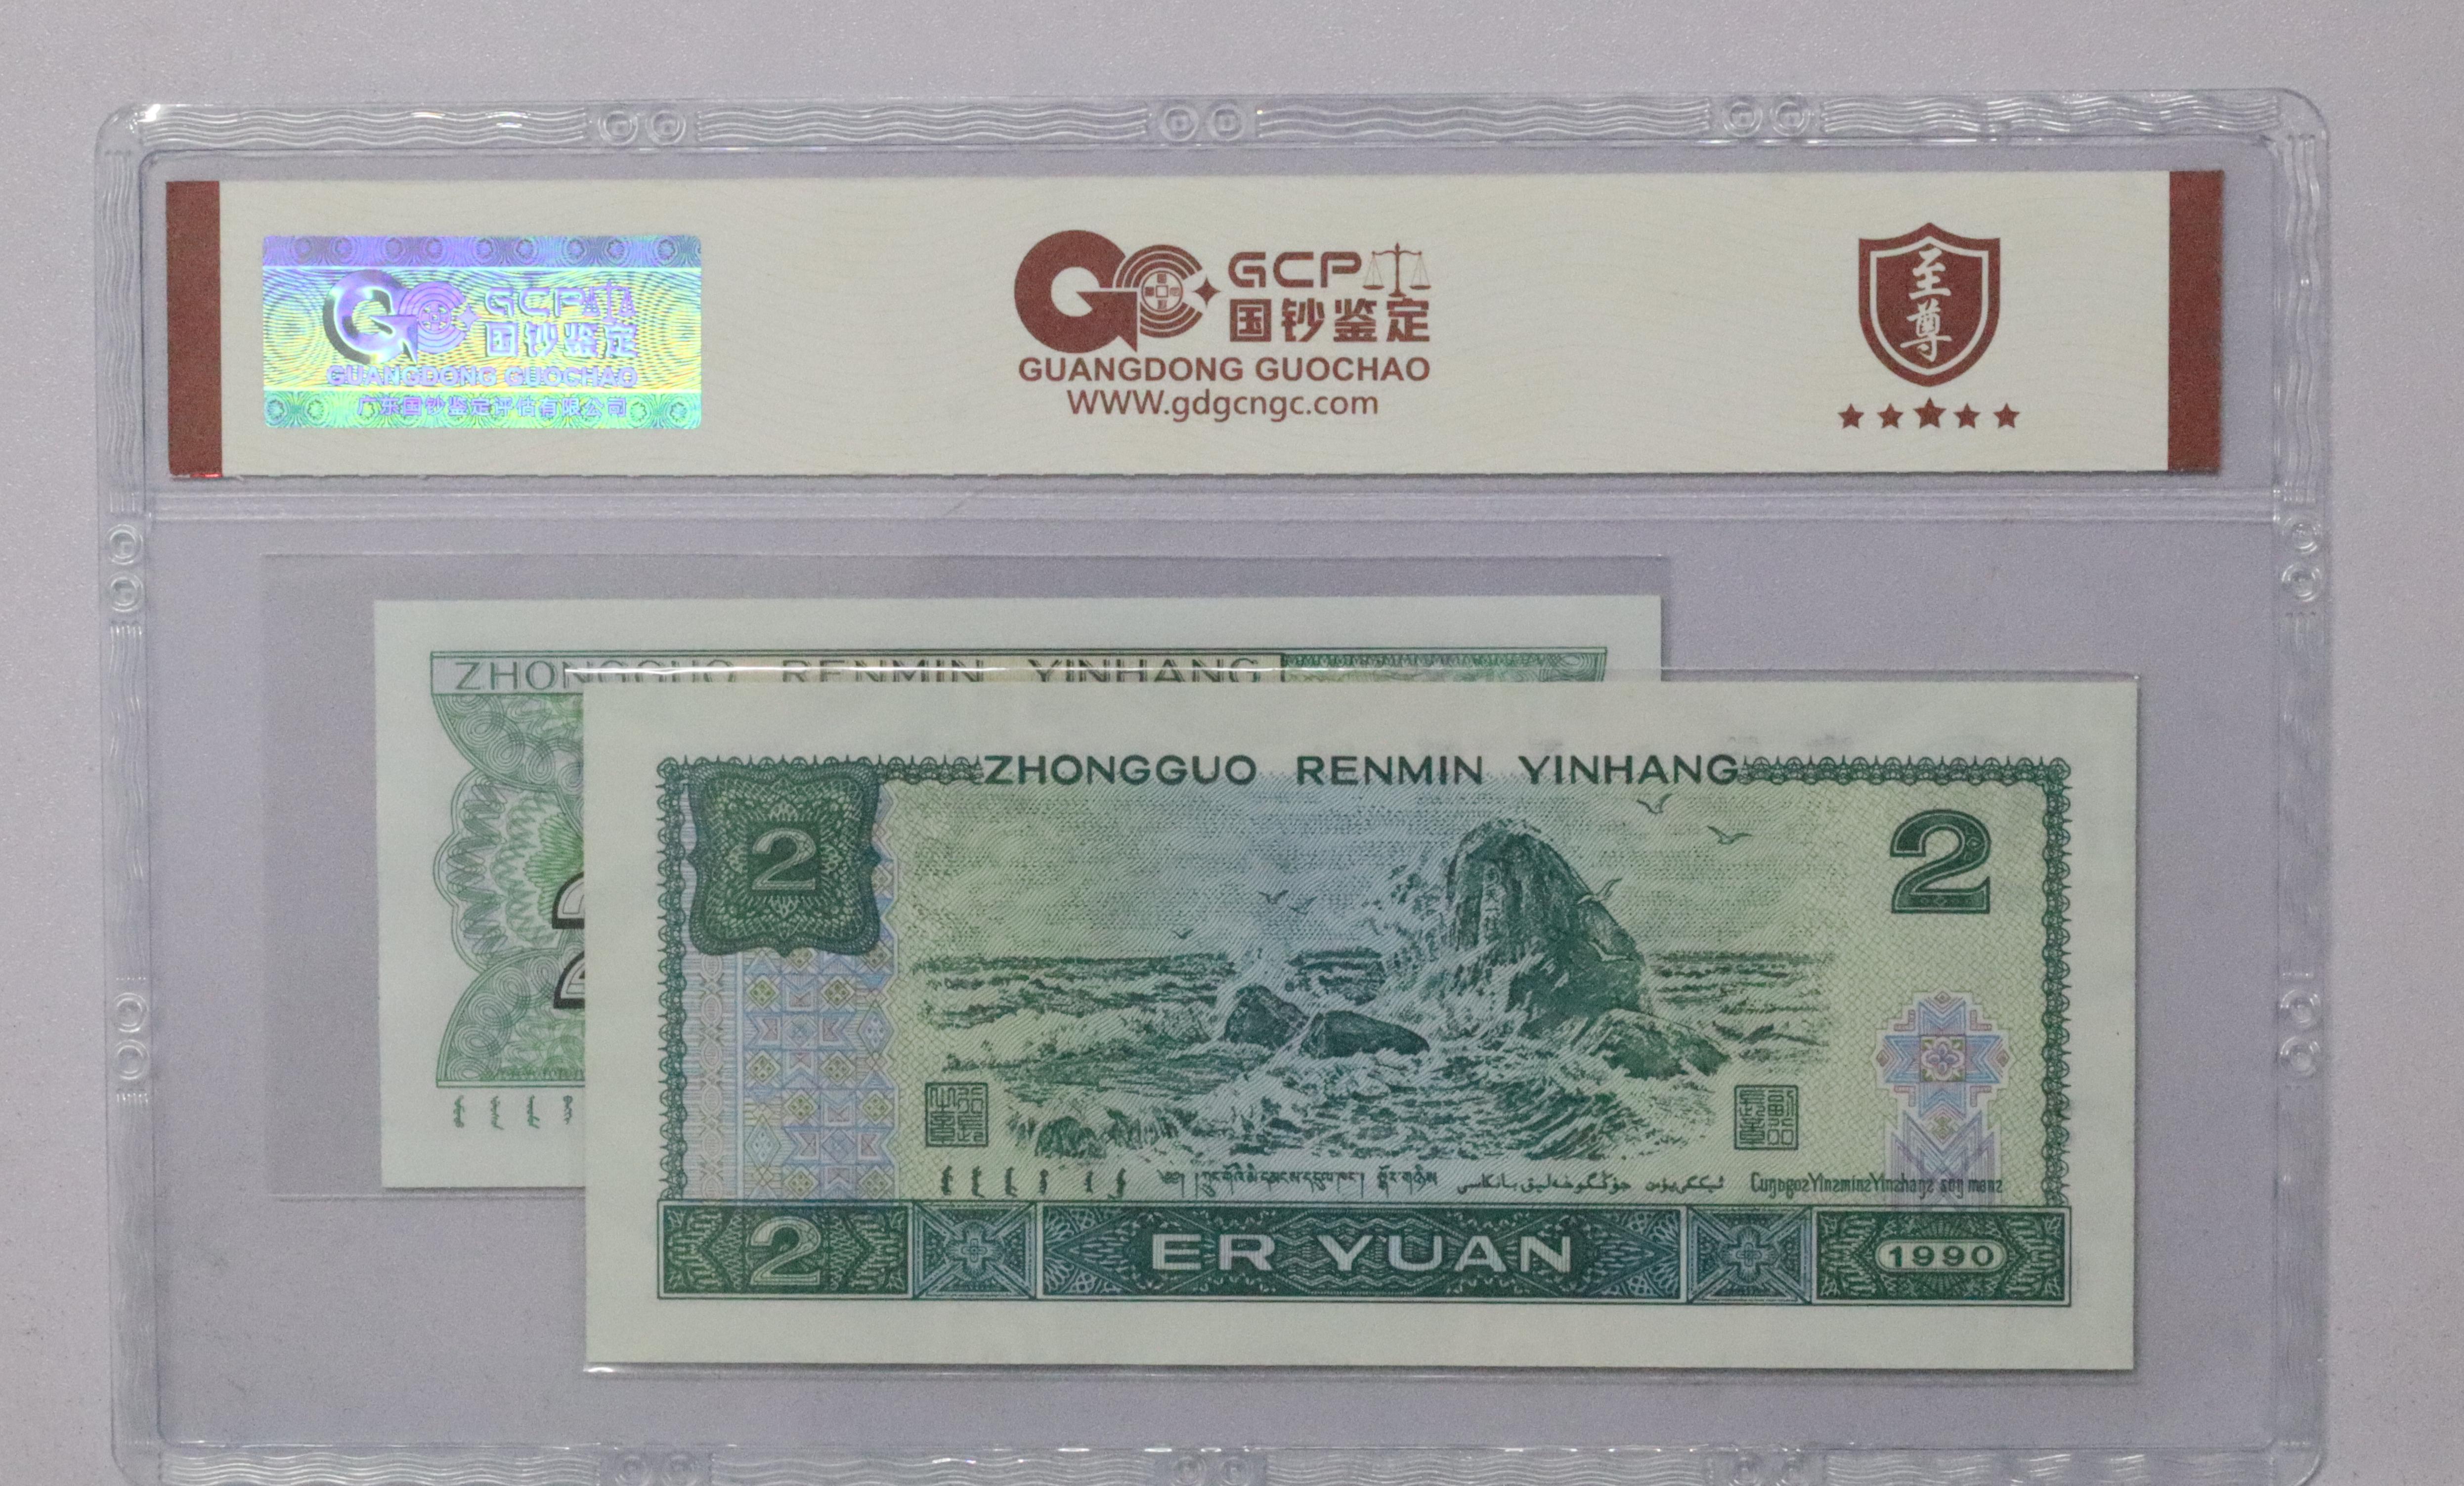 GCP
国钞鉴定
GUANGDONG GUOCHAO
广东国钞鉴定评估有限公司
GCP
国钞鉴定
GUANGDONG GUOCHAO
WWW.gdgcngc.com
至尊
ZHONGGUO RENMIN YINHANG
ZHONGGUO RENMIN YINHANG
2
2
CuŋgozYinzminzYinzhangz
2
ER YUAN
1990